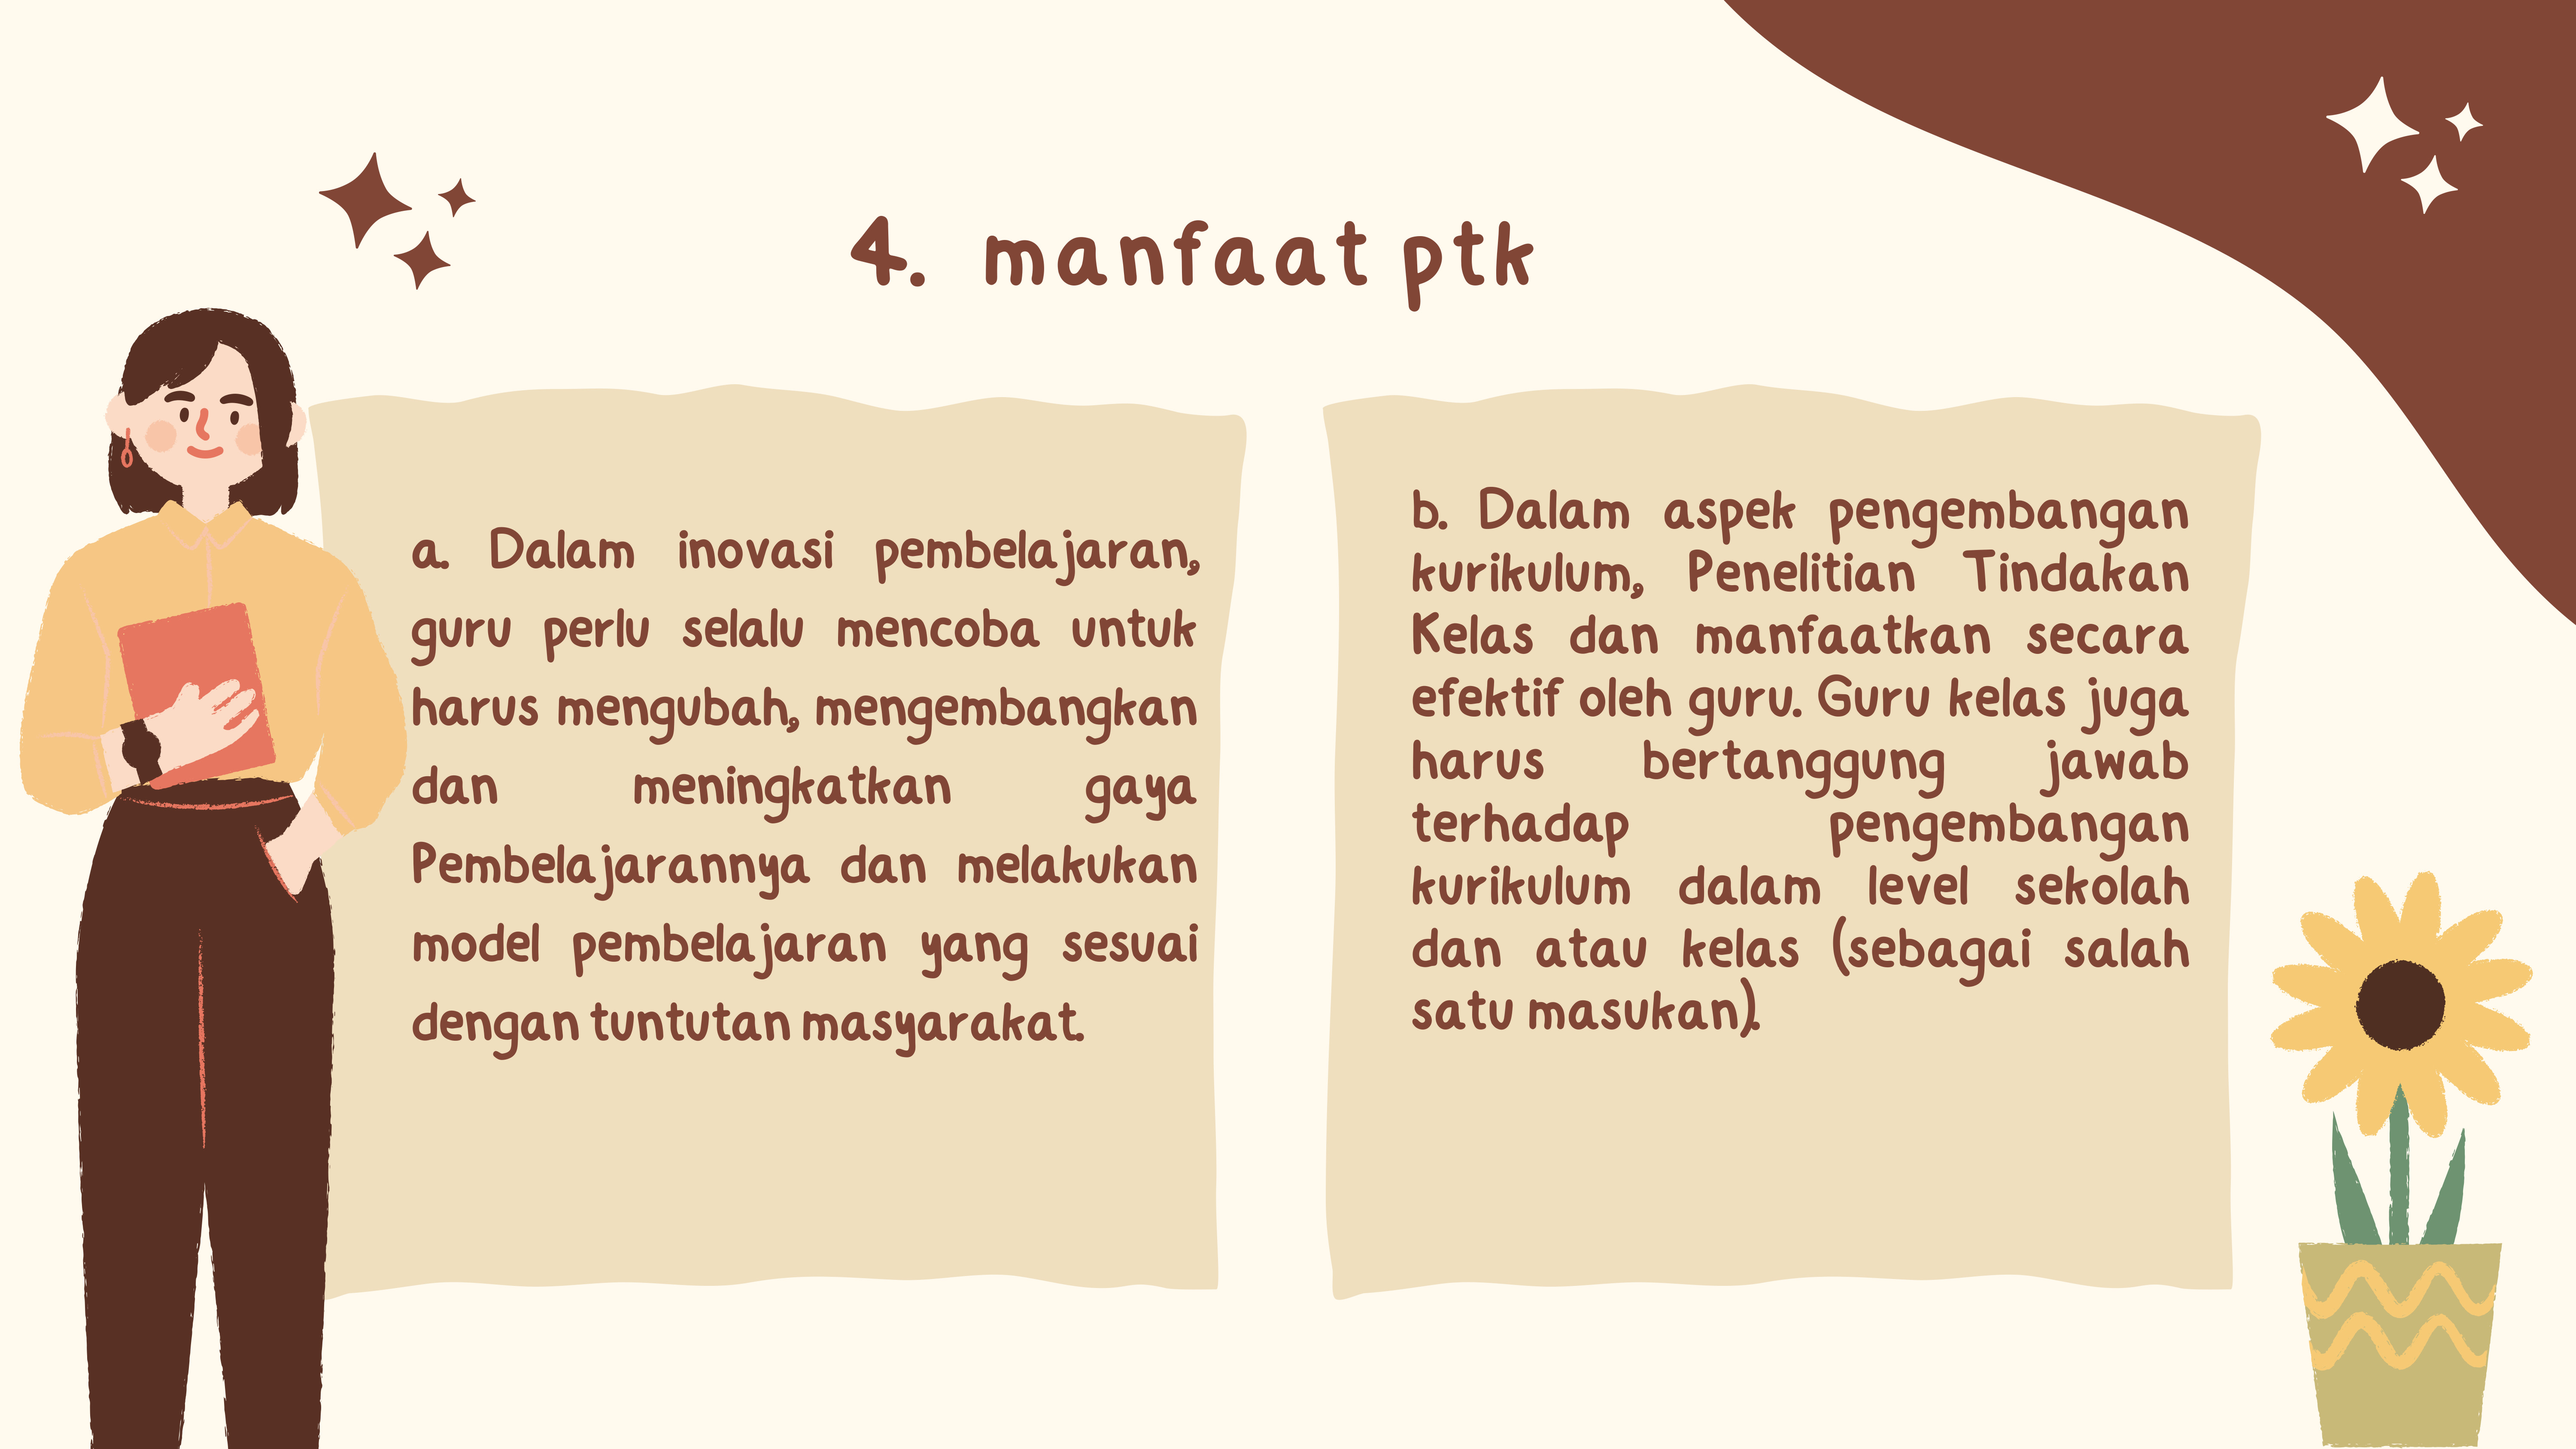 4. manfaat ptk
a. Dalam inovasi pembelajaran,
guru perlu selalu mencoba untuk
harus mengubah, mengembangkan
dan meningkatkan gaya
Pembelajarannya dan melakukan
model pembelajaran yang sesuai
dengan tuntutan masyarakat.
b. Dalam aspek pengembangan
kurikulum, Penelitian Tindakan
Kelas dan manfaatkan secara
efektif oleh guru. Guru kelas juga
harus bertanggung jawab
terhadap pengembangan
kurikulum dalam level sekolah
dan atau kelas (sebagai salah
satu masukan).